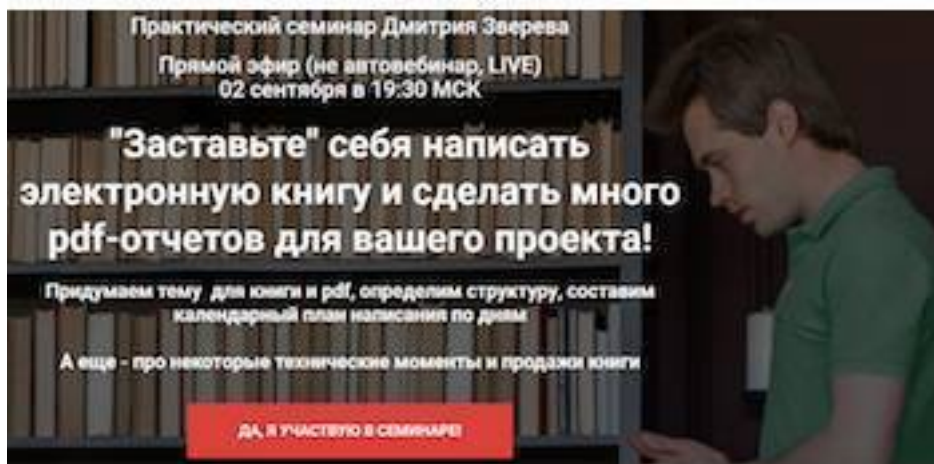 Практический семинар Дмитрия Зверева
Прямой эфир (не автовебинар, LIVE)
02 сентября в 19:30 МСК
"Заставьте" себя написать
электронную книгу и сделать много
pdf-отчетов для вашего проекта!
Придумаем тему для книги и pdf, определим структуру, составим
календарный план написания по дням
А еще - про некоторые технические моменты и продажи книги
ДА, Я УЧАСТВУЮ В СЕМИНАРЕ!